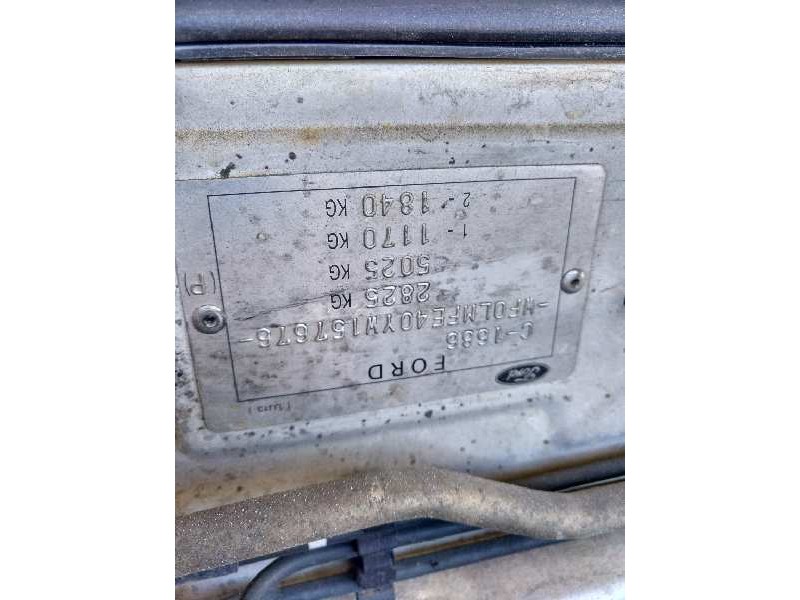 Ford FORD
C-1686
-WF0LMFE40YW157676-
2825 KG
5025 KG
1 - 1170 KG
2 - 1840 KG
(P)